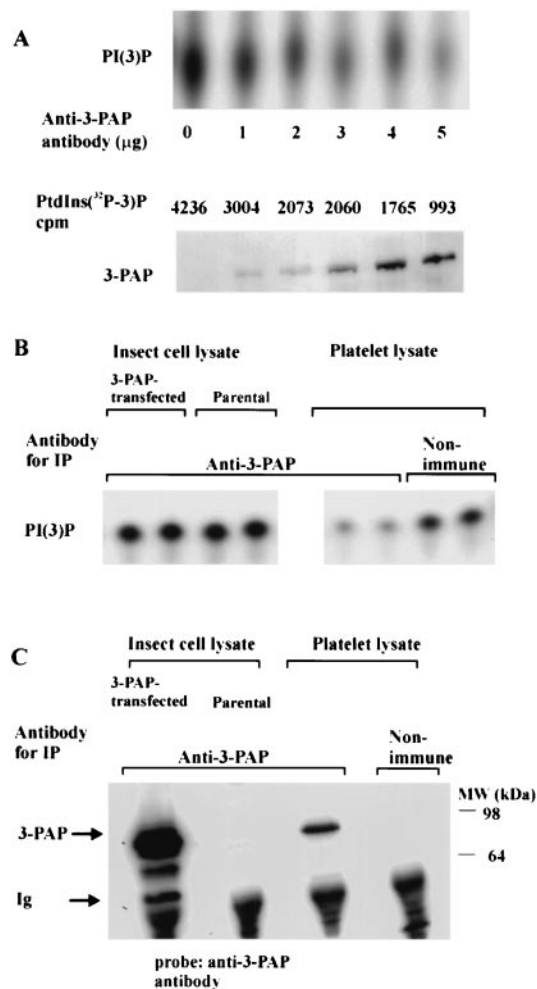 A
PI(3)P
Anti-3-PAP
antibody (µg)
0 1 2 3 4 5
PtdIns(³²P-3)P
cpm
4236 3004 2073 2060 1765 993
3-PAP
B
Insect cell lysate Platelet lysate
3-PAP-
transfected Parental
Antibody
for IP
Anti-3-PAP
Non-
immune
PI(3)P
C
Insect cell lysate Platelet lysate
3-PAP-
transfected Parental
Antibody
for IP
Anti-3-PAP
Non-
immune
MW (kDa)
98
3-PAP
64
Ig
probe: anti-3-PAP
antibody